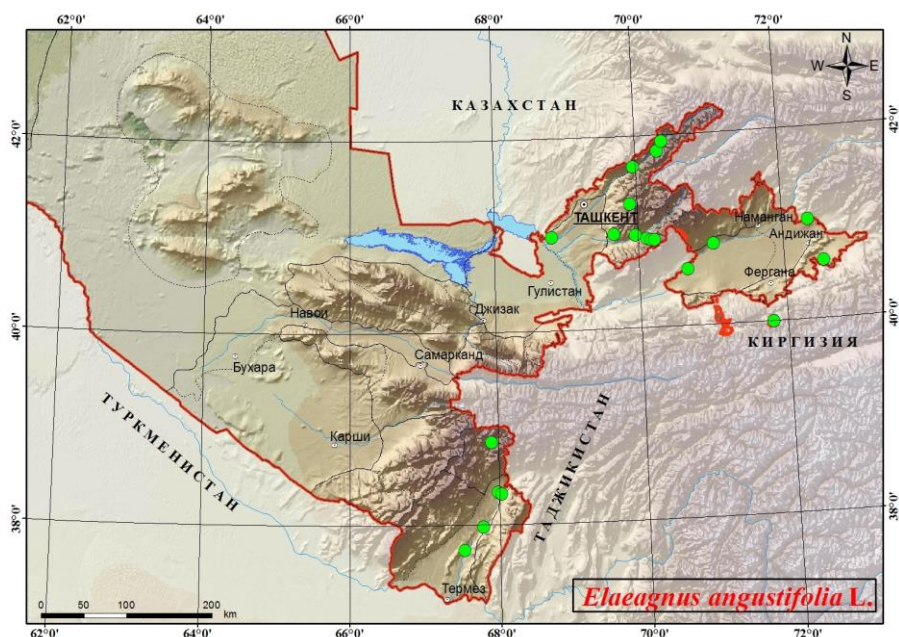 62°0' 64°0' 66°0' 68°0' 70°0' 72°0'
N
W E
S
КАЗАХСТАН
42°0' 42°0'
ТАШКЕНТ
Наманган
Андижан
Фергана
Гулистан
Джизак
40°0' 40°0'
Навои
КИРГИЗИЯ
Самарканд
Бухара
ТУРКМЕНИСТАН
ТАДЖИКИСТАН
Карши
38°0' 38°0'
Термез
Elaeagnus angustifolia L.
0 50 100 200
km
62°0' 64°0' 66°0' 68°0' 70°0' 72°0'